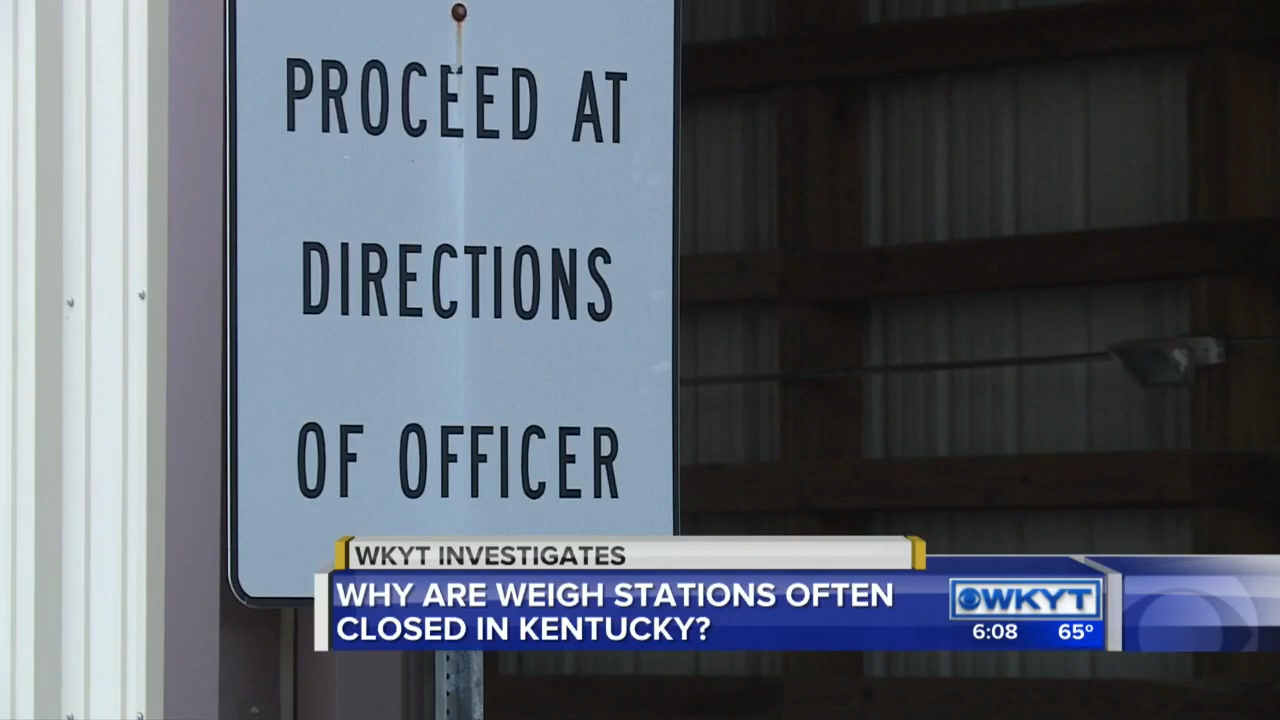 PROCEED AT
DIRECTIONS
OF OFFICER
WKYT INVESTIGATES
WHY ARE WEIGH STATIONS OFTEN
CLOSED IN KENTUCKY?
WKYT
6:08 65°